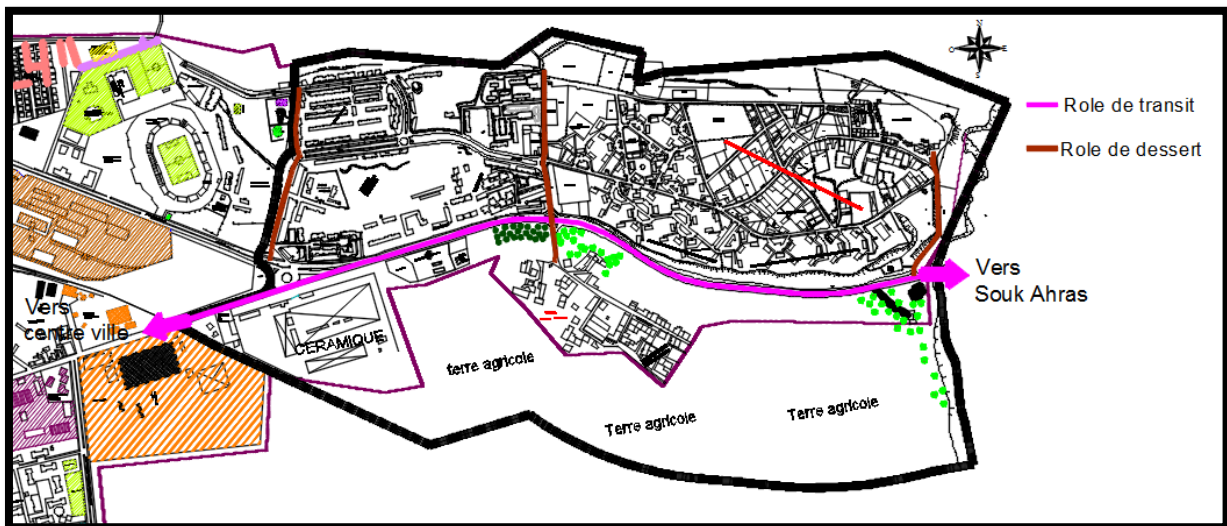 N
E
S
Role de transit
Role de dessert
Vers
Souk Ahras
Vers
centre ville
CERAMIQUE
terre agricole
Terre agricole
Terre agricole